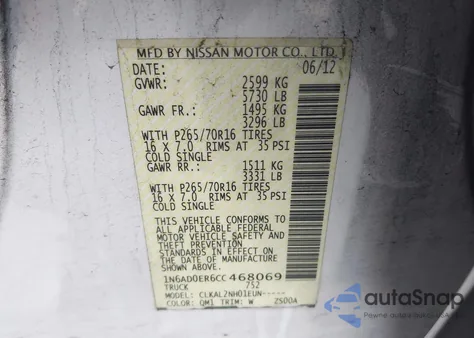 MFD BY NISSAN MOTOR CO., LTD.
DATE: 06/12
GVWR: 2599 KG
5730 LB
GAWR FR.: 1495 KG
3296 LB
WITH P265/70R16 TIRES
16 X 7.0 RIMS AT 35 PSI
COLD SINGLE
GAWR RR.: 1511 KG
3331 LB
WITH P265/70R16 TIRES
16 X 7.0 RIMS AT 35 PSI
COLD SINGLE
THIS VEHICLE CONFORMS TO
ALL APPLICABLE FEDERAL
MOTOR VEHICLE SAFETY
STANDARDS IN EFFECT ON
THE DATE OF MANUFACTURE
SHOWN ABOVE.
1N6AD0ER6CC468069
TRUCK 752
MODEL: CLKALZNH01EUN-----
COLOR: QM1 TRIM: W 2500A
autoSnap
POWERED BY